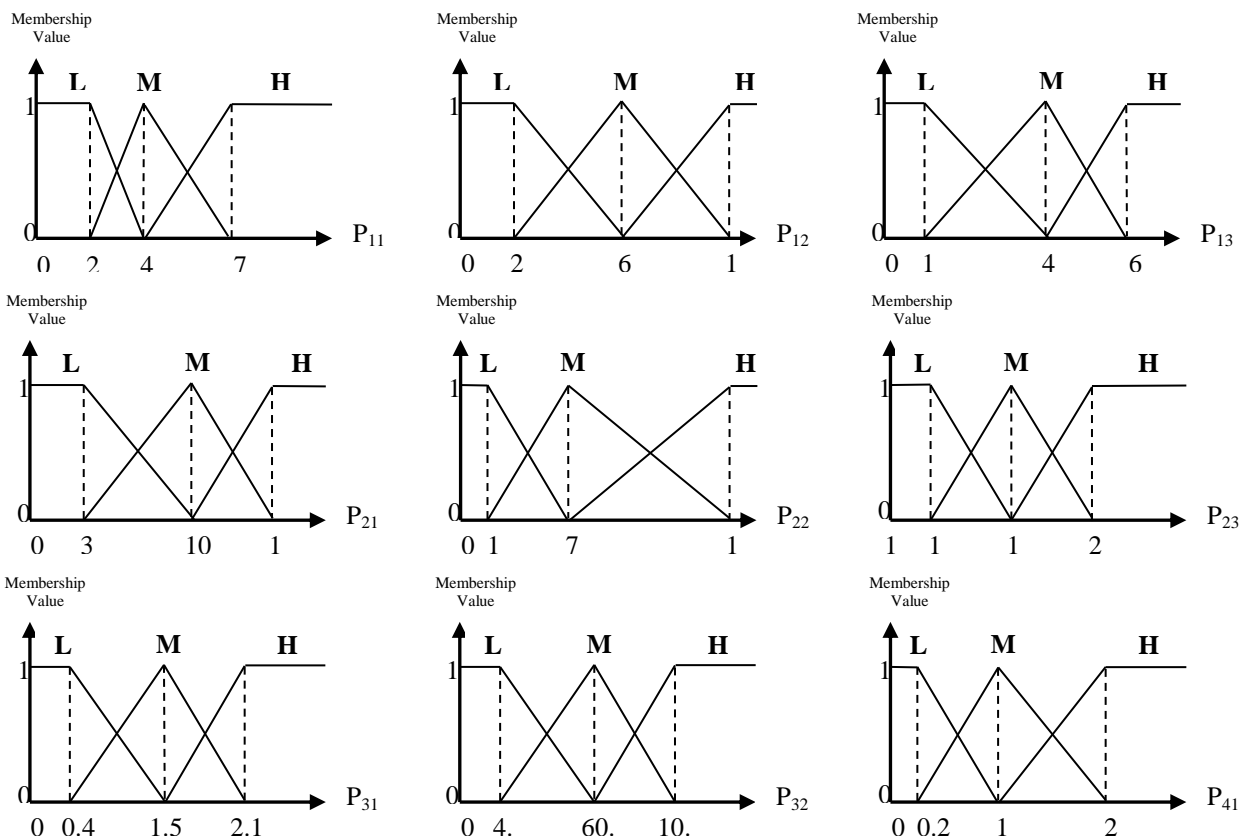 Membership
Value
L M H
1
0
P11
0 2 4 7
Membership
Value
L M H
1
0
P12
2 6 1
Membership
Value
L M H
1
0
P13
0 1 4 6
Membership
Value
L M H
1
0
P21
0 3 10 1
Membership
Value
L M H
1
0
P22
0 1 7 1
Membership
Value
L M H
1
0
P23
1 1 1 2
Membership
Value
L M H
1
0
P31
0 0.4 1.5 2.1
Membership
Value
L M H
1
0
P32
0 4. 60. 10.
Membership
Value
L M H
1
0
P41
0 0.2 1 2